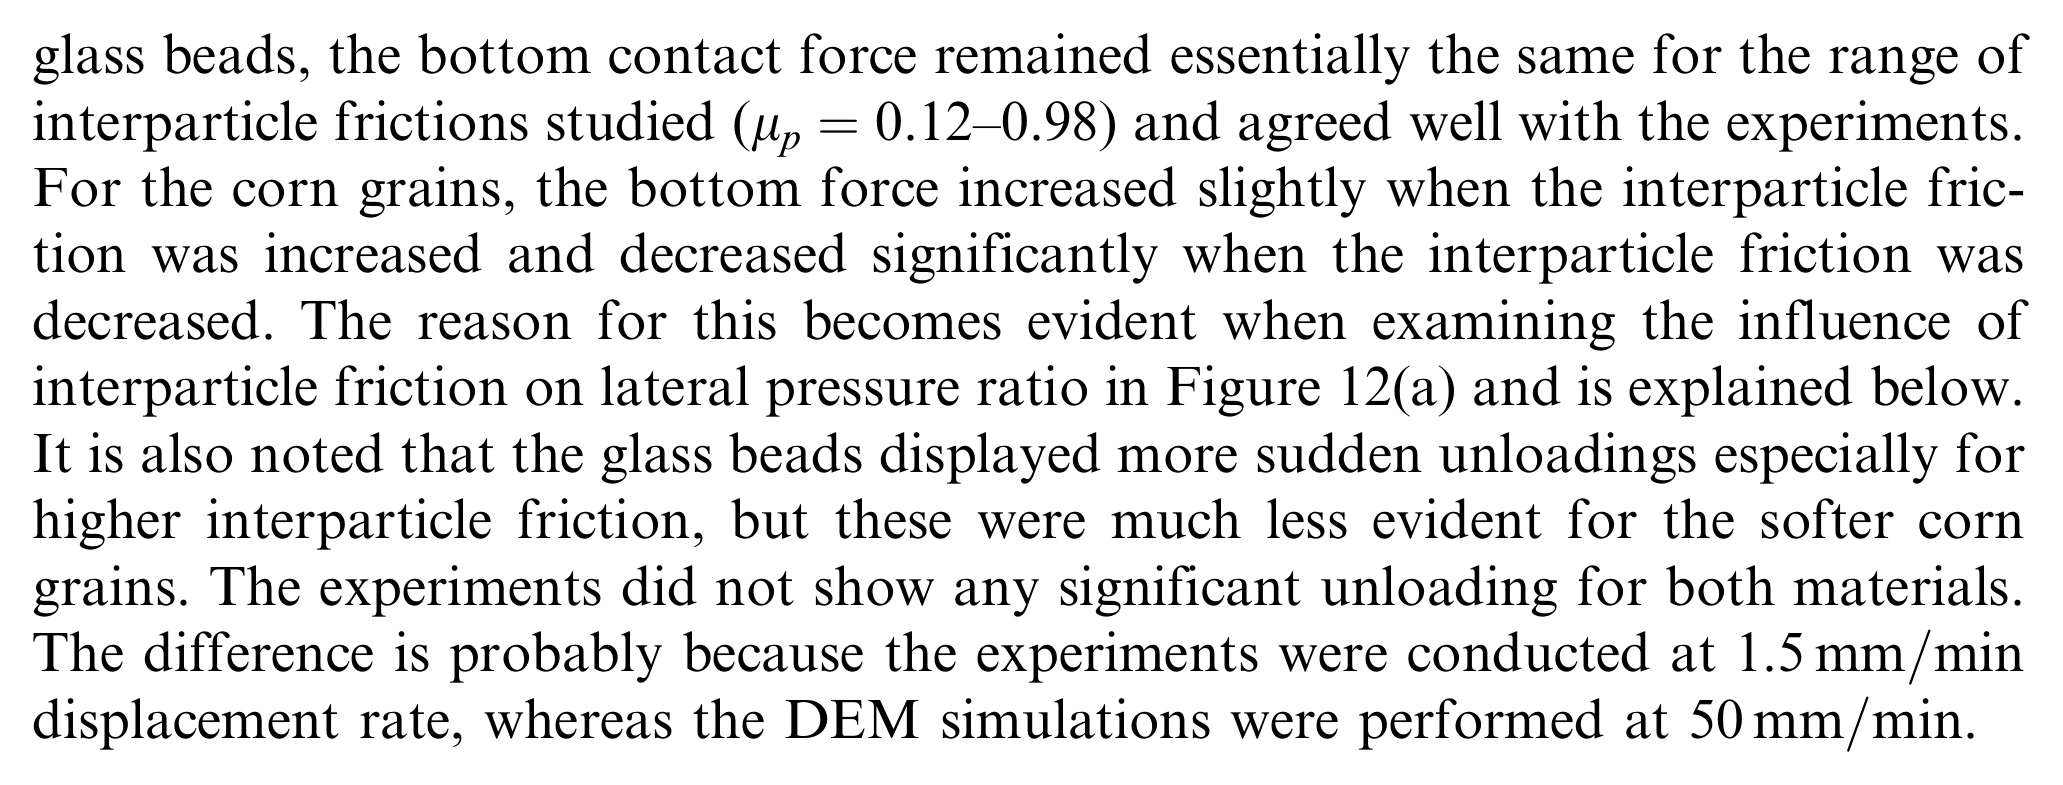 glass beads, the bottom contact force remained essentially the same for the range of
interparticle frictions studied (μp = 0.12–0.98) and agreed well with the experiments.
For the corn grains, the bottom force increased slightly when the interparticle fric-
tion was increased and decreased significantly when the interparticle friction was
decreased. The reason for this becomes evident when examining the influence of
interparticle friction on lateral pressure ratio in Figure 12(a) and is explained below.
It is also noted that the glass beads displayed more sudden unloadings especially for
higher interparticle friction, but these were much less evident for the softer corn
grains. The experiments did not show any significant unloading for both materials.
The difference is probably because the experiments were conducted at 1.5 mm/min
displacement rate, whereas the DEM simulations were performed at 50 mm/min.